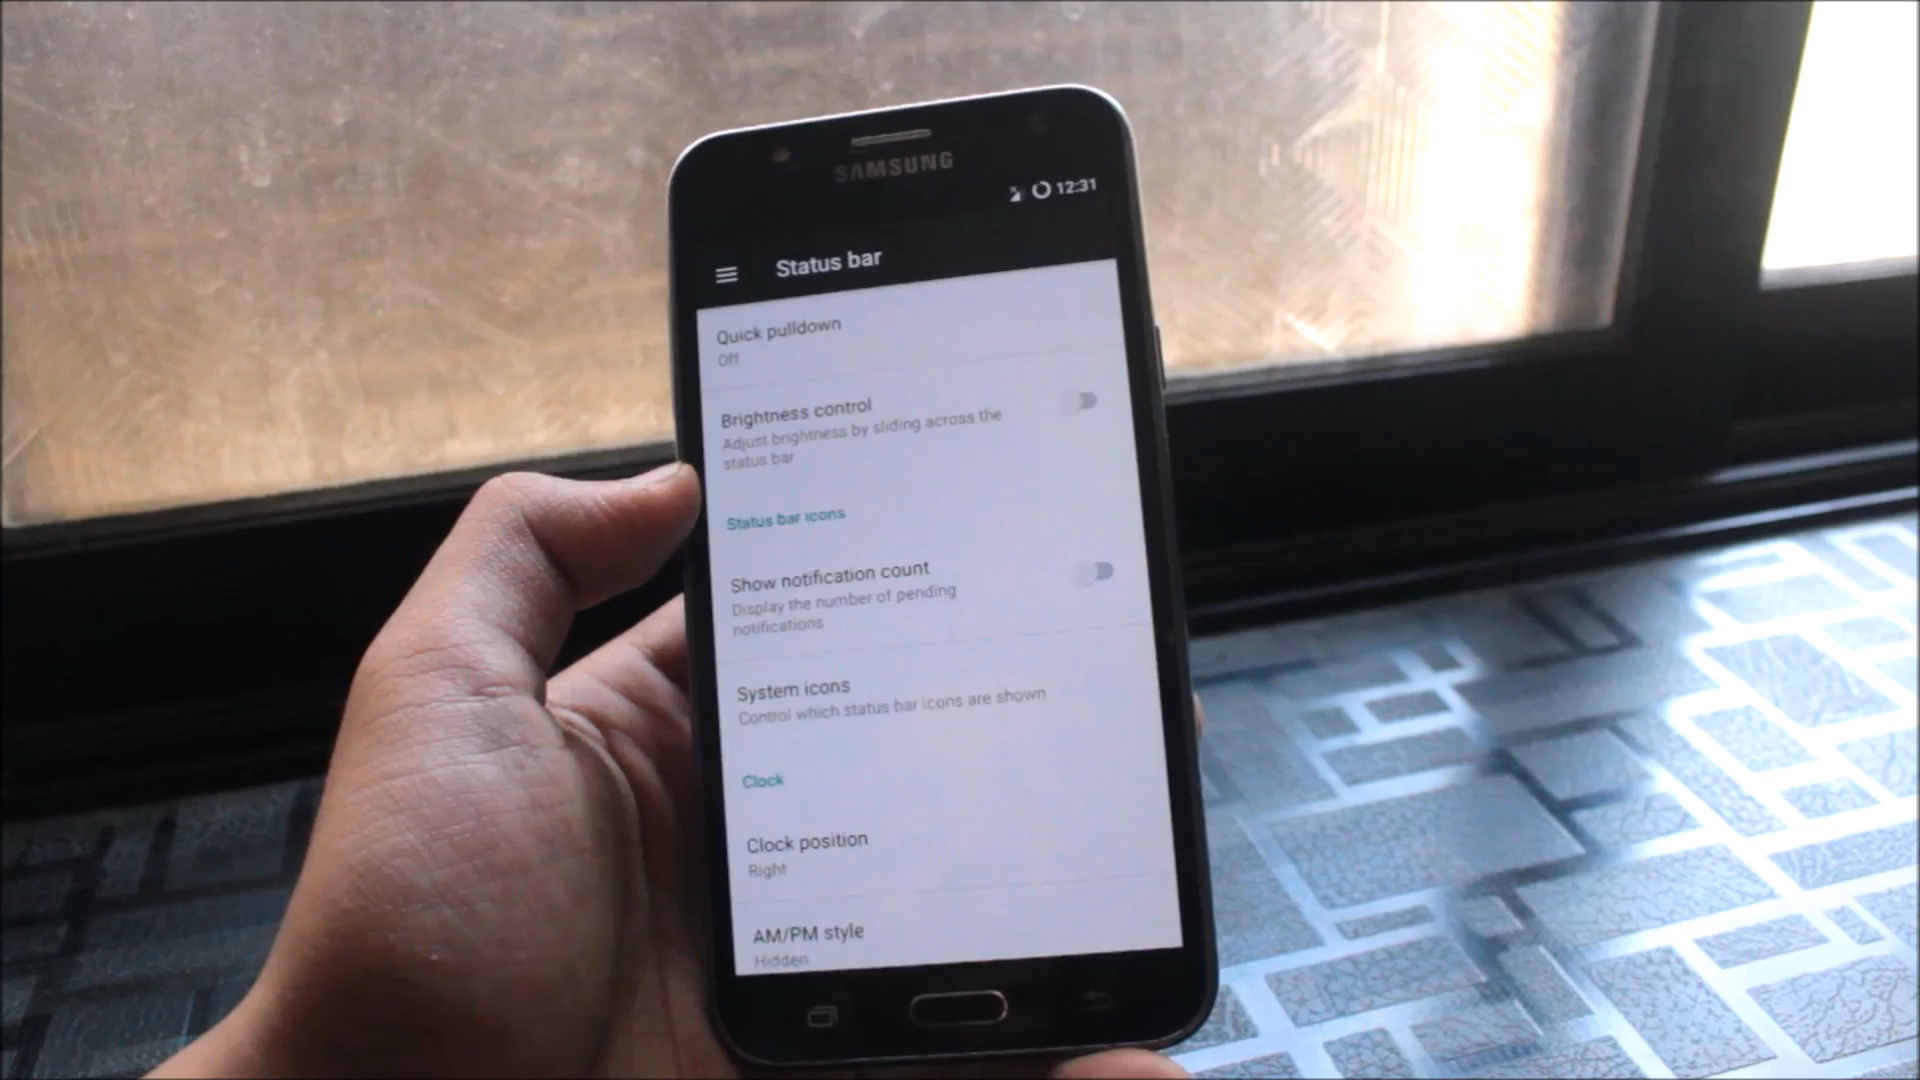 SAMSUNG
12:31
Status bar
Quick pulldown
Off
Brightness control
Adjust brightness by sliding across the
status bar
Status bar icons
Show notification count
Display the number of pending
notifications
System icons
Control which status bar icons are shown
Clock
Clock position
Right
AM/PM style
Hidden